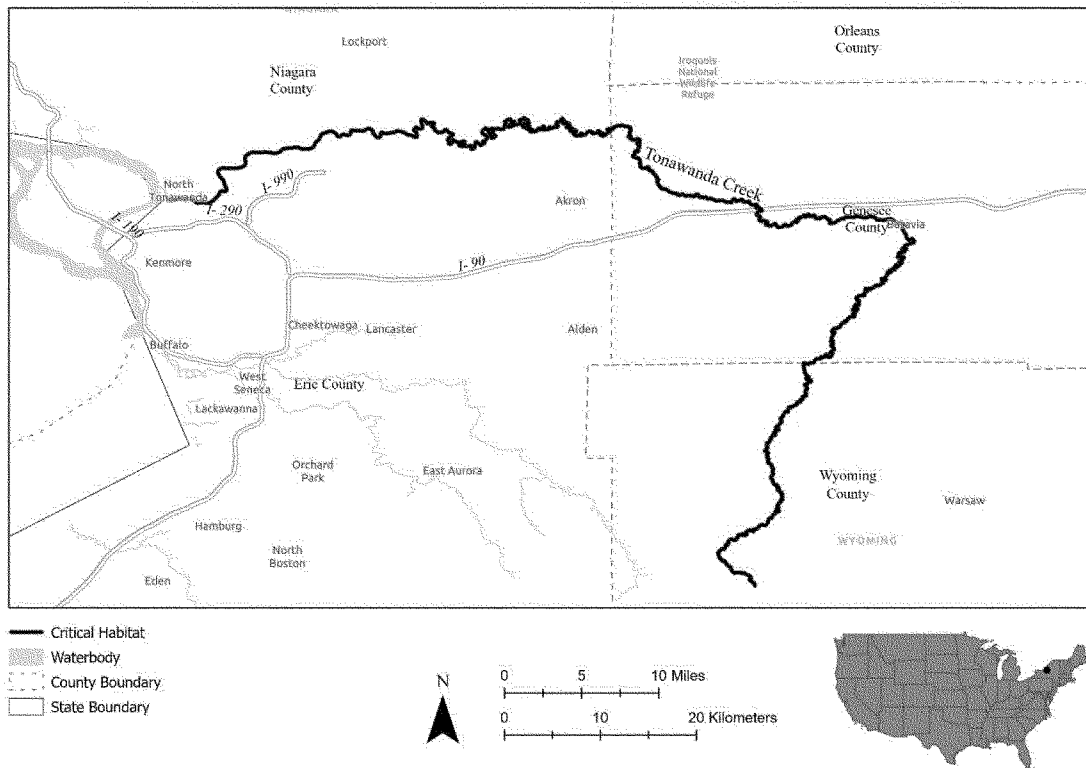 Lockport
Orleans
County
Niagara
County
Iroquois
National
Wildlife
Refuge
North
Tonawanda
I- 990
I- 290
I- 190
Tonawanda Creek
Akron
Genesee
County
Batavia
Kenmore
I- 90
Cheektowaga
Lancaster
Alden
Buffalo
West
Seneca
Erie County
Lackawanna
Orchard
Park
East Aurora
Wyoming
County
Warsaw
Hamburg
WYOMING
North
Boston
Eden
Critical Habitat
Waterbody
County Boundary
State Boundary
N
0 5 10 Miles
0 10 20 Kilometers